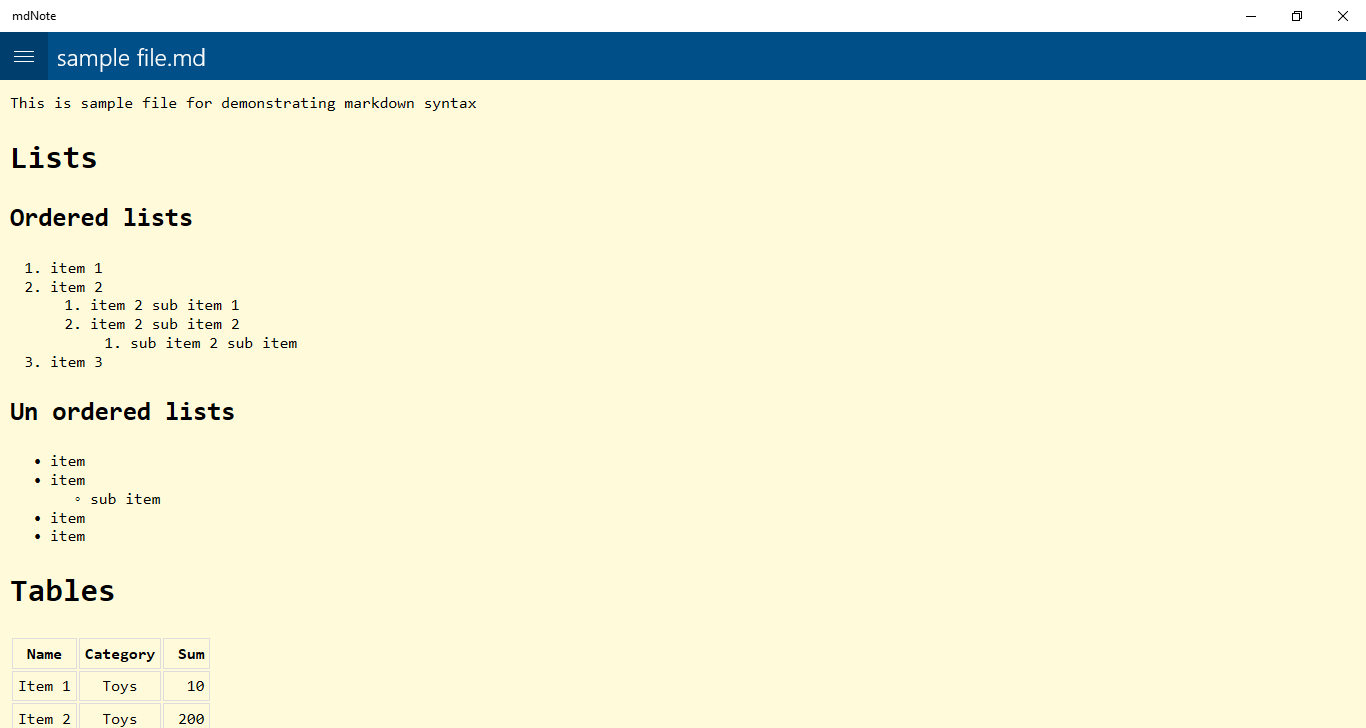 mdNote
sample file.md
This is sample file for demonstrating markdown syntax
Lists
Ordered lists
1. item 1
2. item 2
1. item 2 sub item 1
2. item 2 sub item 2
1. sub item 2 sub item
3. item 3
Un ordered lists
• item
• item
◦ sub item
• item
• item
Tables
Name Category Sum
Item 1 Toys 10
Item 2 Toys 200